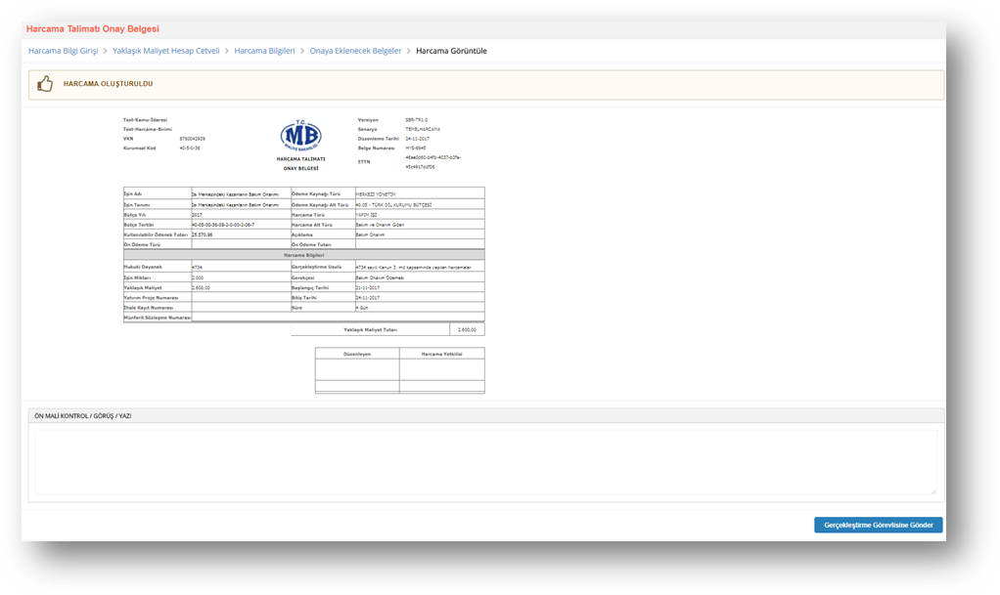 Harcama Talimatı Onay Belgesi
Harcama Bilgi Girişi > Yaklaşık Maliyet Hesap Cetveli > Harcama Bilgileri > Onaya Eklenecek Belgeler > Harcama Görüntüle
HARCAMA OLUŞTURULDU
Test-Kamu-İdaresi
Test-Harcama-Birimi
VKN 8760042939
Kurumsal Kod 40-5-0-36
T.C.
MB
MALİYE BAKANLIĞI
HARCAMA TALİMATI
ONAY BELGESİ
Versiyon SBR-TR1.0
Senaryo TEMELHARCAMA
Düzenleme Tarihi 24-11-2017
Belge Numarası HYS-6945
ETTN
İşin Adı Isı Merkezindeki Kazanların Bakım Onarımı Ödeme Kaynağı Türü MERKEZİ YÖNETİM
İşin Tanımı Isı Merkezindeki Kazanların Bakım Onarımı Ödeme Kaynağı Alt Türü 40.05 - TÜRK DİL KURUMU BÜTÇESİ
Bütçe Yılı 2017 Harcama Türü YAPIM İŞİ
Bütçe Tertibi 40-05-00-36-08-2-0-00-2-06-7 Harcama Alt Türü Bakım ve Onarım Gideri
Kullanılabilir Ödenek Tutarı 25.570,96 Açıklama Bakım Onarım
Ön Ödeme Türü Ön Ödeme Tutarı
Harcama Bilgileri
Hukuki Dayanak 4734 Gerçekleştirme Usulü 4734 sayılı Kanun 3. md kapsamında yapılan harcamalar
İşin Miktarı 2.000 Gerekçesi Bakım Onarım Ödemesi
Yaklaşık Maliyet 2.600,00 Başlangıç Tarihi 21-11-2017
Yatırım Proje Numarası Bitiş Tarihi 24-11-2017
İhale Kayıt Numarası Süre 4 Gün
Münferit Sözleşme Numarası
Yaklaşık Maliyet Tutarı 2.600,00
Düzenleyen Harcama Yetkilisi
ÖN MALİ KONTROL / GÖRÜŞ / YAZI
Gerçekleştirme Görevlisine Gönder